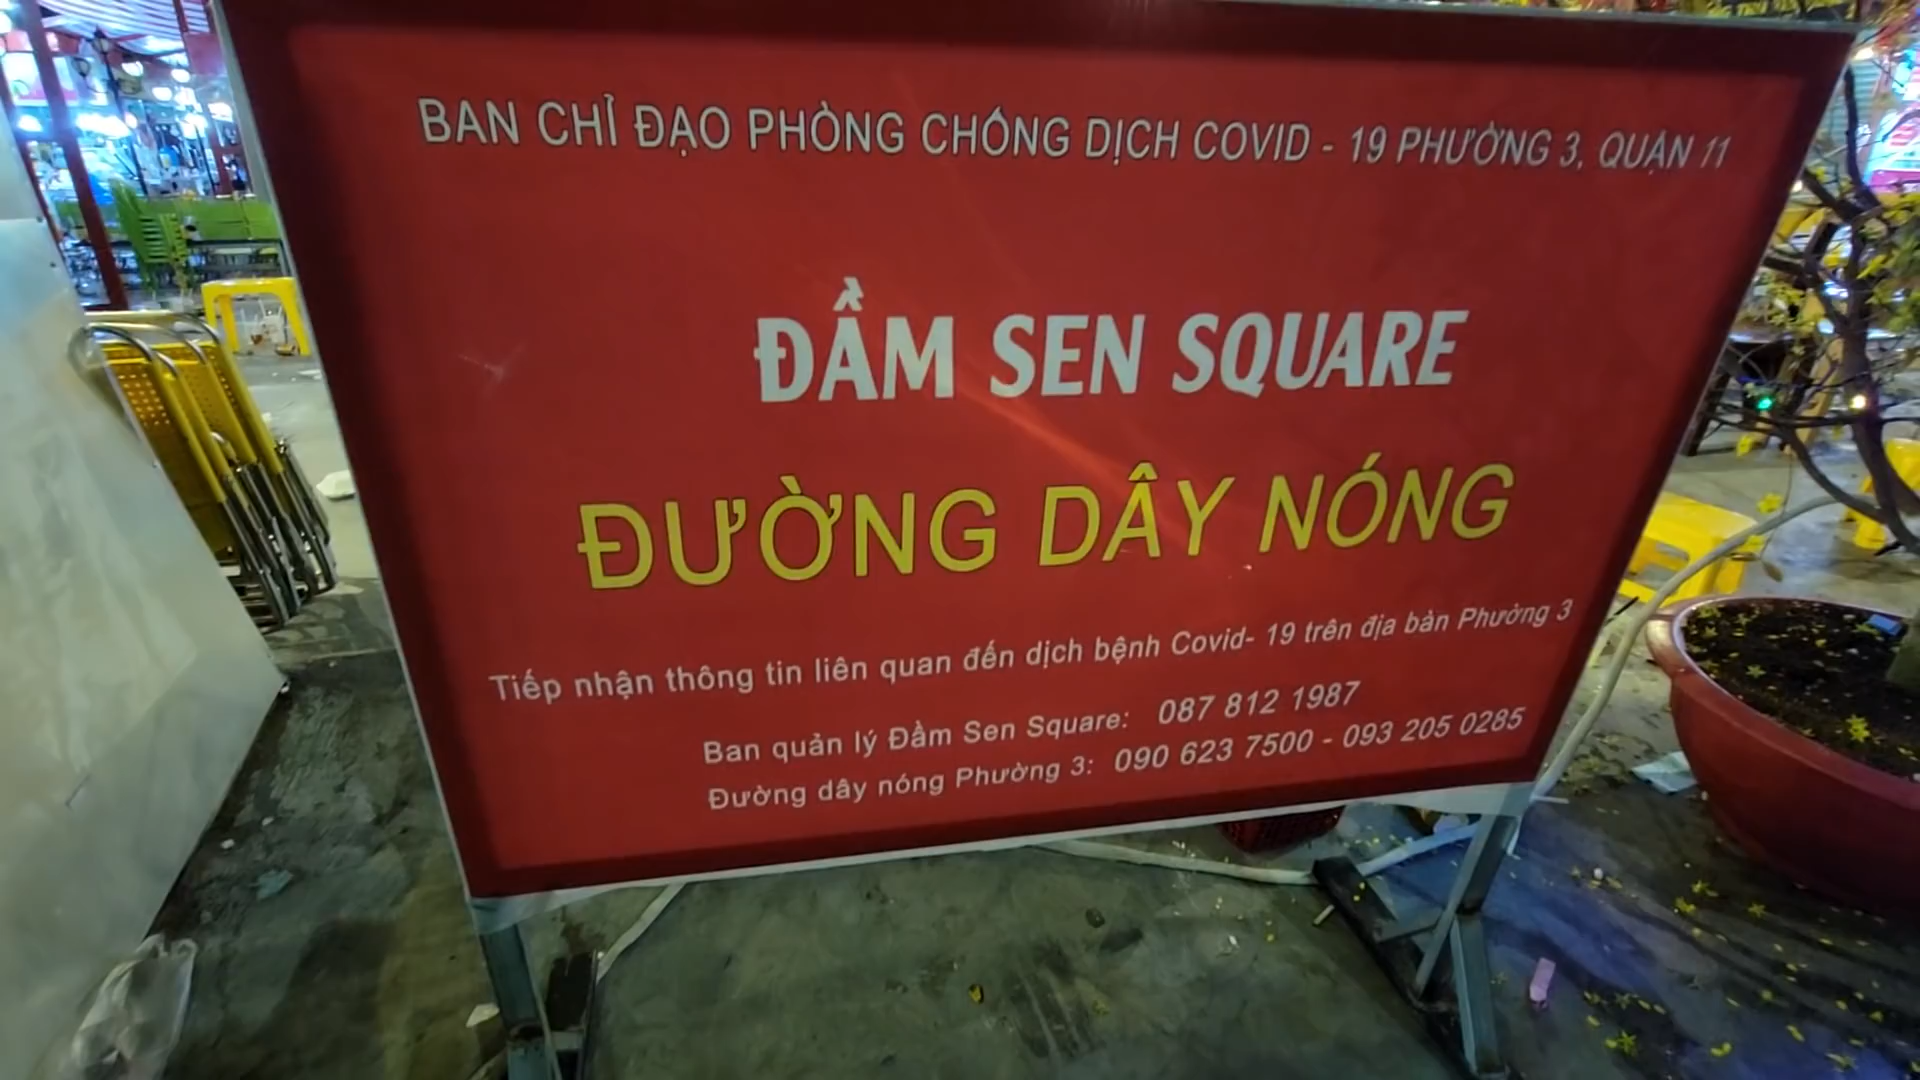 BAN CHỈ ĐẠO PHÒNG CHỐNG DỊCH COVID - 19 PHƯỜNG 3, QUẬN 11
ĐẦM SEN SQUARE
ĐƯỜNG DÂY NÓNG
Tiếp nhận thông tin liên quan đến dịch bệnh Covid- 19 trên địa bàn Phường 3
Ban quản lý Đầm Sen Square: 087 812 1987
Đường dây nóng Phường 3: 090 623 7500 - 093 205 0285